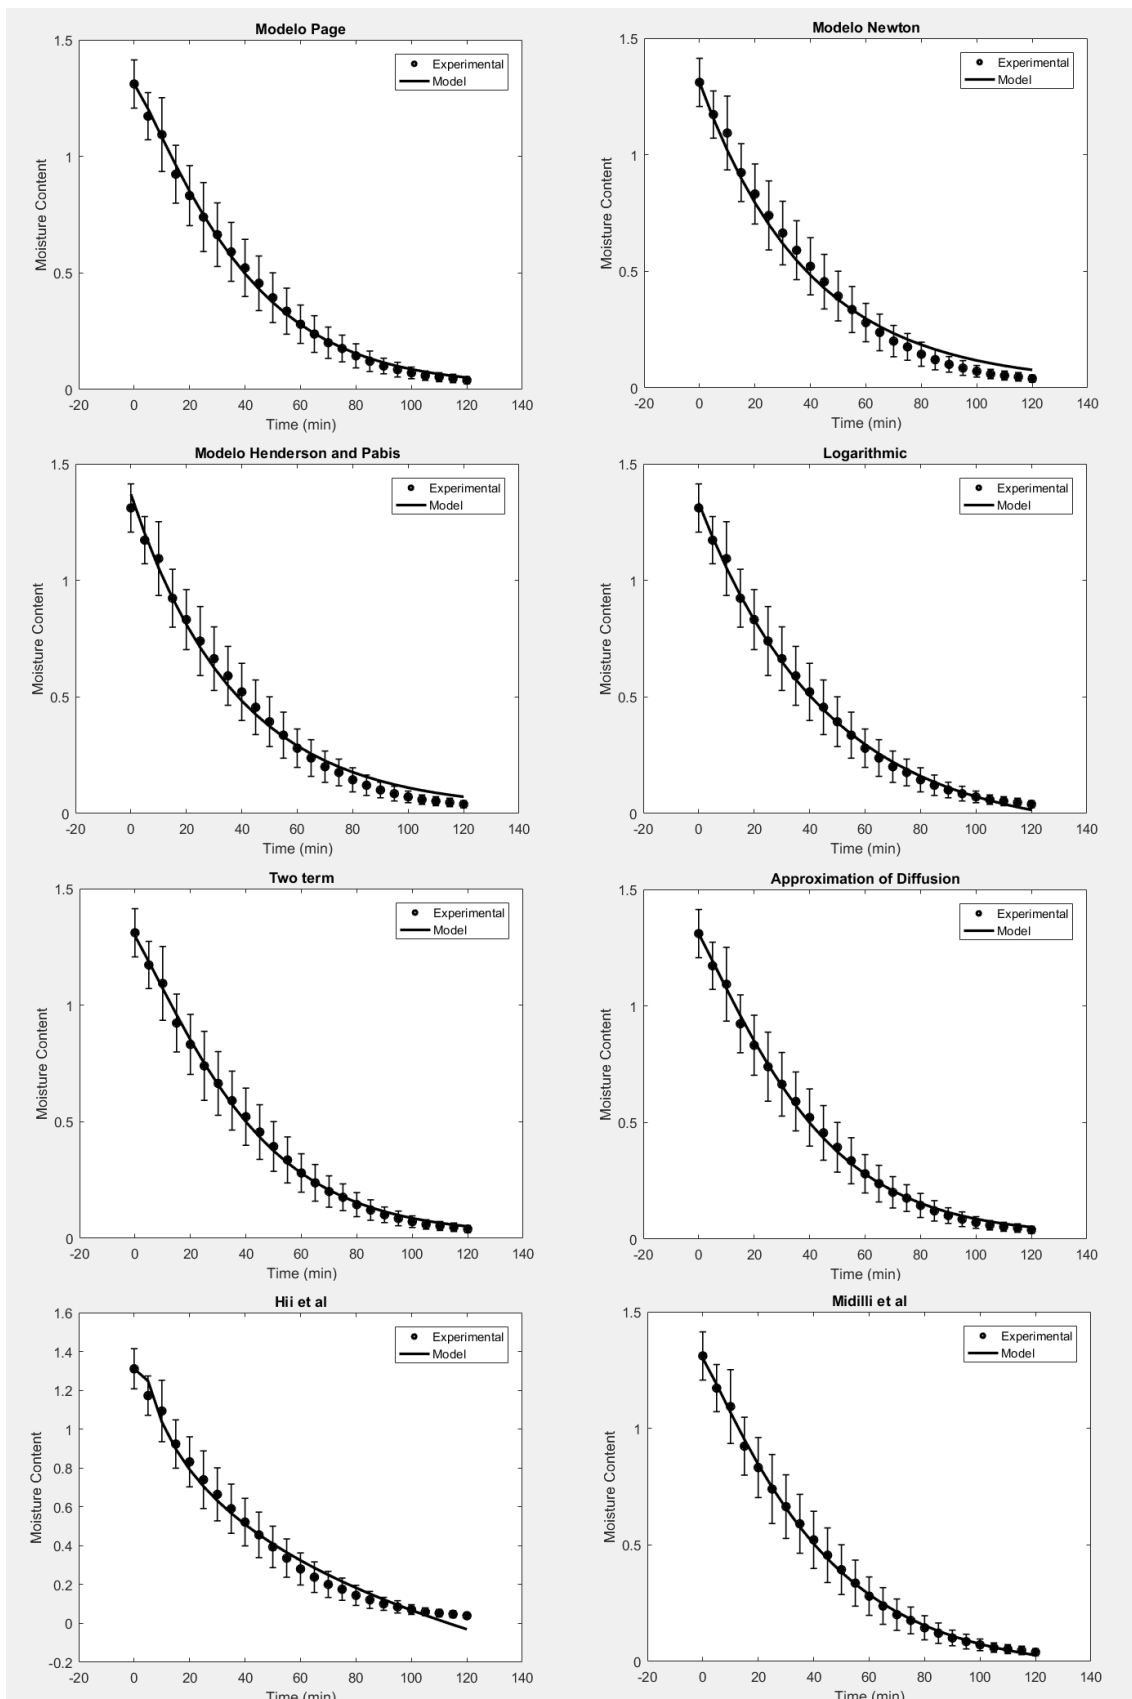 Modelo Page
1.5
1
0.5
0
Moisture Content
Experimental
Model
-20 0 20 40 60 80 100 120 140
Time (min)
Modelo Newton
1.5
1
0.5
0
Moisture Content
Experimental
Model
-20 0 20 40 60 80 100 120 140
Time (min)
Modelo Henderson and Pabis
1.5
1
0.5
0
Moisture Content
Experimental
Model
-20 0 20 40 60 80 100 120 140
Time (min)
Logarithmic
1.5
1
0.5
0
Moisture Content
Experimental
Model
-20 0 20 40 60 80 100 120 140
Time (min)
Two term
1.5
1
0.5
0
Moisture Content
Experimental
Model
-20 0 20 40 60 80 100 120 140
Time (min)
Approximation of Diffusion
1.5
1
0.5
0
Moisture Content
Experimental
Model
-20 0 20 40 60 80 100 120 140
Time (min)
Hii et al
1.6
1.4
1.2
1
0.8
0.6
0.4
0.2
0
-0.2
Moisture Content
Experimental
Model
-20 0 20 40 60 80 100 120 140
Time (min)
Midilli et al
1.5
1
0.5
0
Moisture Content
Experimental
Model
-20 0 20 40 60 80 100 120 140
Time (min)